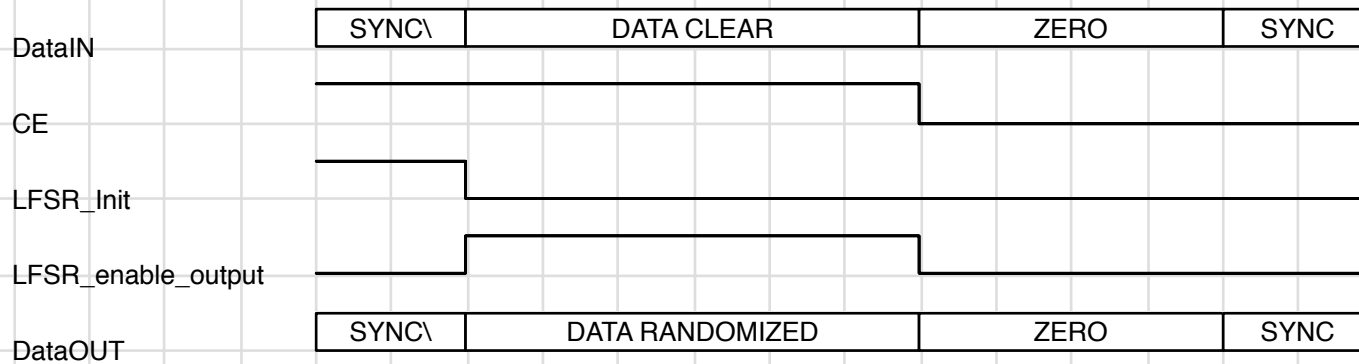 SYNC\ DATA CLEAR ZERO SYNC
DataIN
CE
LFSR_Init
LFSR_enable_output
SYNC\ DATA RANDOMIZED ZERO SYNC
DataOUT